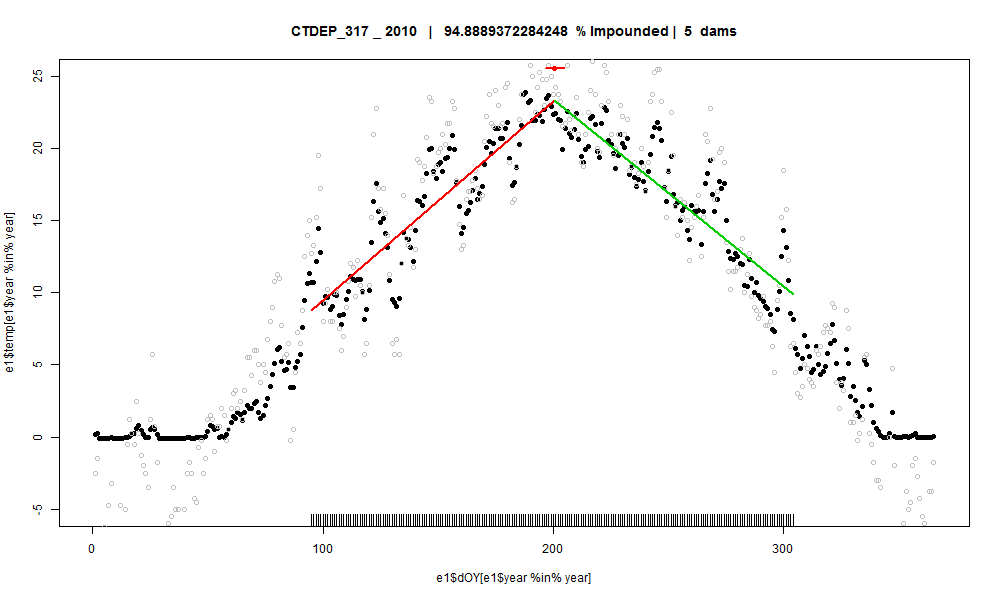 CTDEP_317 _ 2010 | 94.8889372284248 % Impounded | 5 dams
e1$temp[e1$year %in% year]
25
20
15
10
5
0
-5
0 100 200 300
e1$dOY[e1$year %in% year]